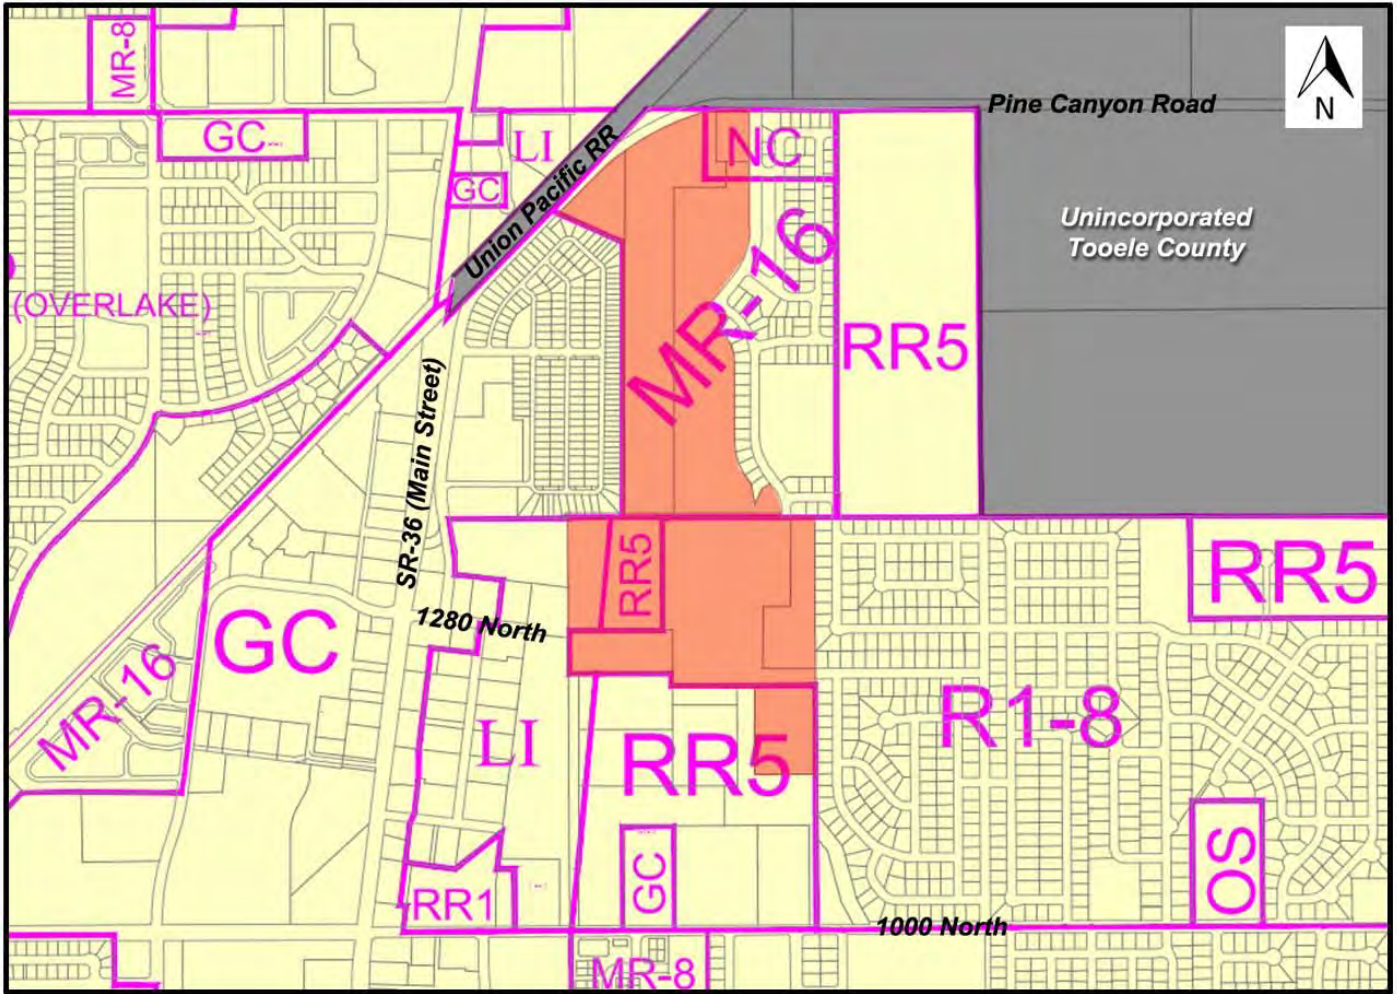 MR-8
GC
LI
Pine Canyon Road
N
NC
Union Pacific RR
GC
Unincorporated
Tooele County
(OVERLAKE)
MR-16
RR5
SR-36 (Main Street)
RR5
RR5
1280 North
GC
MR-16
LI
RR5
R1-8
GC
OS
RR1
1000 North
MR-8